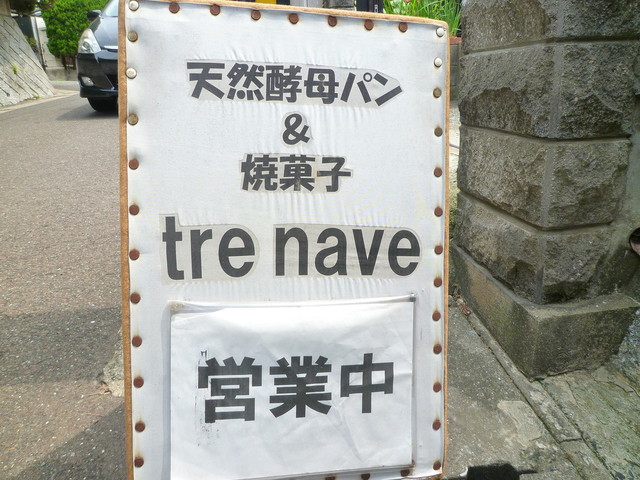 天然酵母パン
&
焼菓子
tre nave
営業中